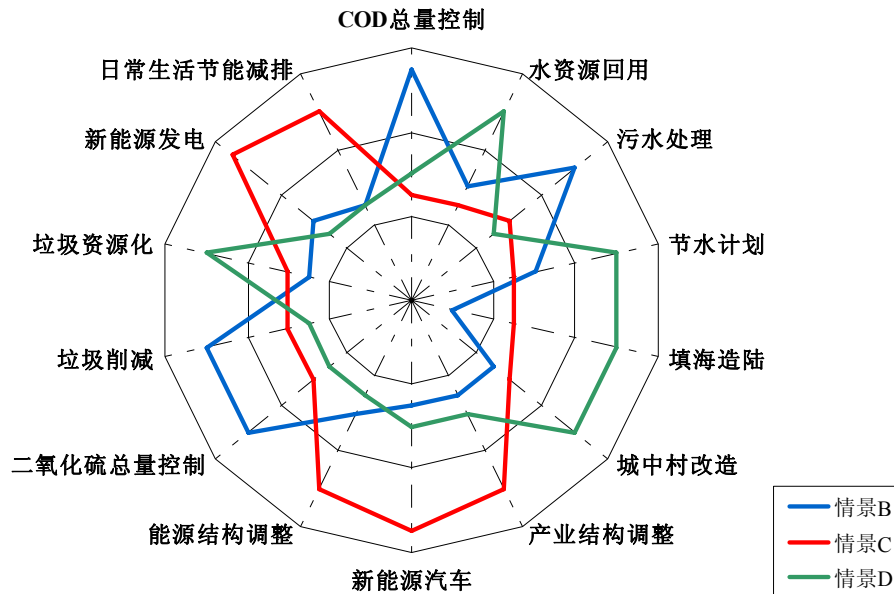 COD总量控制
日常生活节能减排
水资源回用
新能源发电
污水处理
垃圾资源化
节水计划
垃圾削减
填海造陆
二氧化硫总量控制
城中村改造
能源结构调整
产业结构调整
新能源汽车
情景B
情景C
情景D